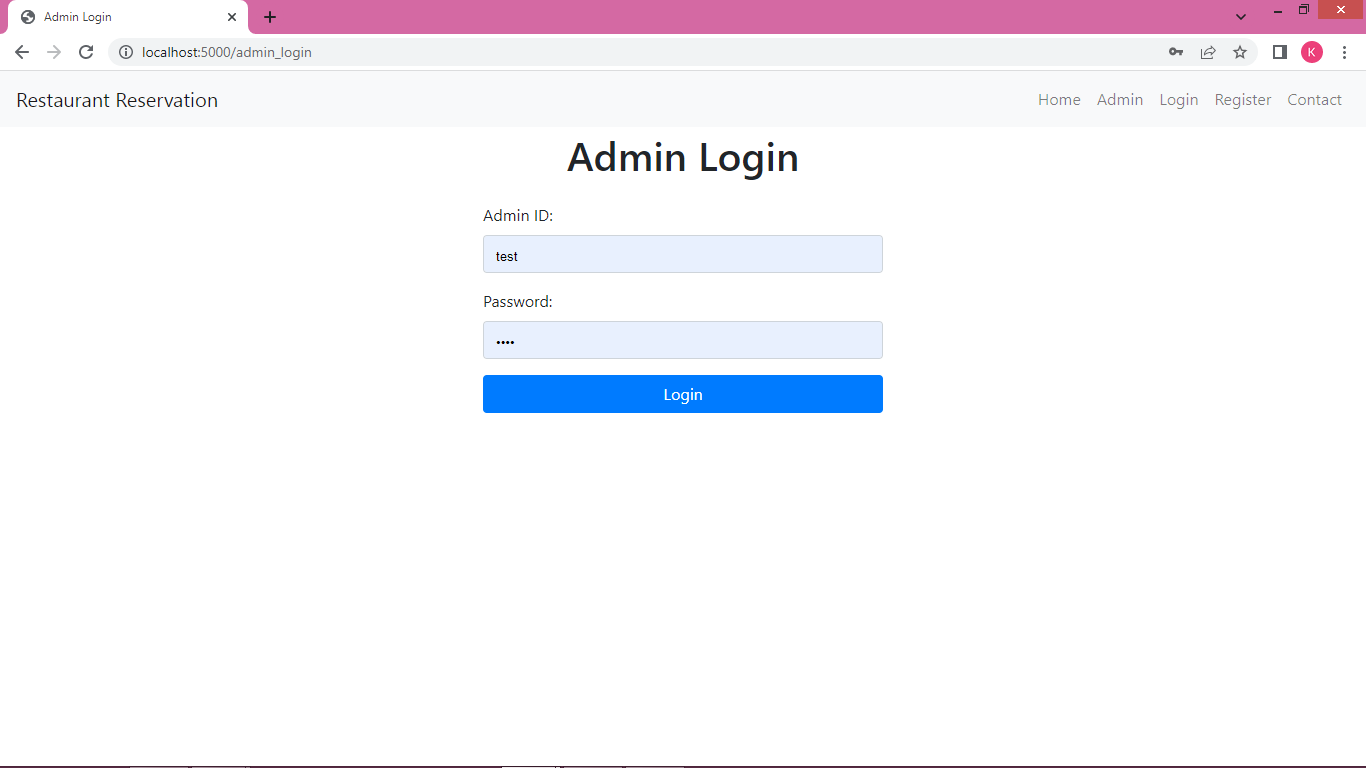 Admin Login
localhost:5000/admin_login
K
Restaurant Reservation
Home Admin Login Register Contact
Admin Login
Admin ID:
test
Password:
••••
Login